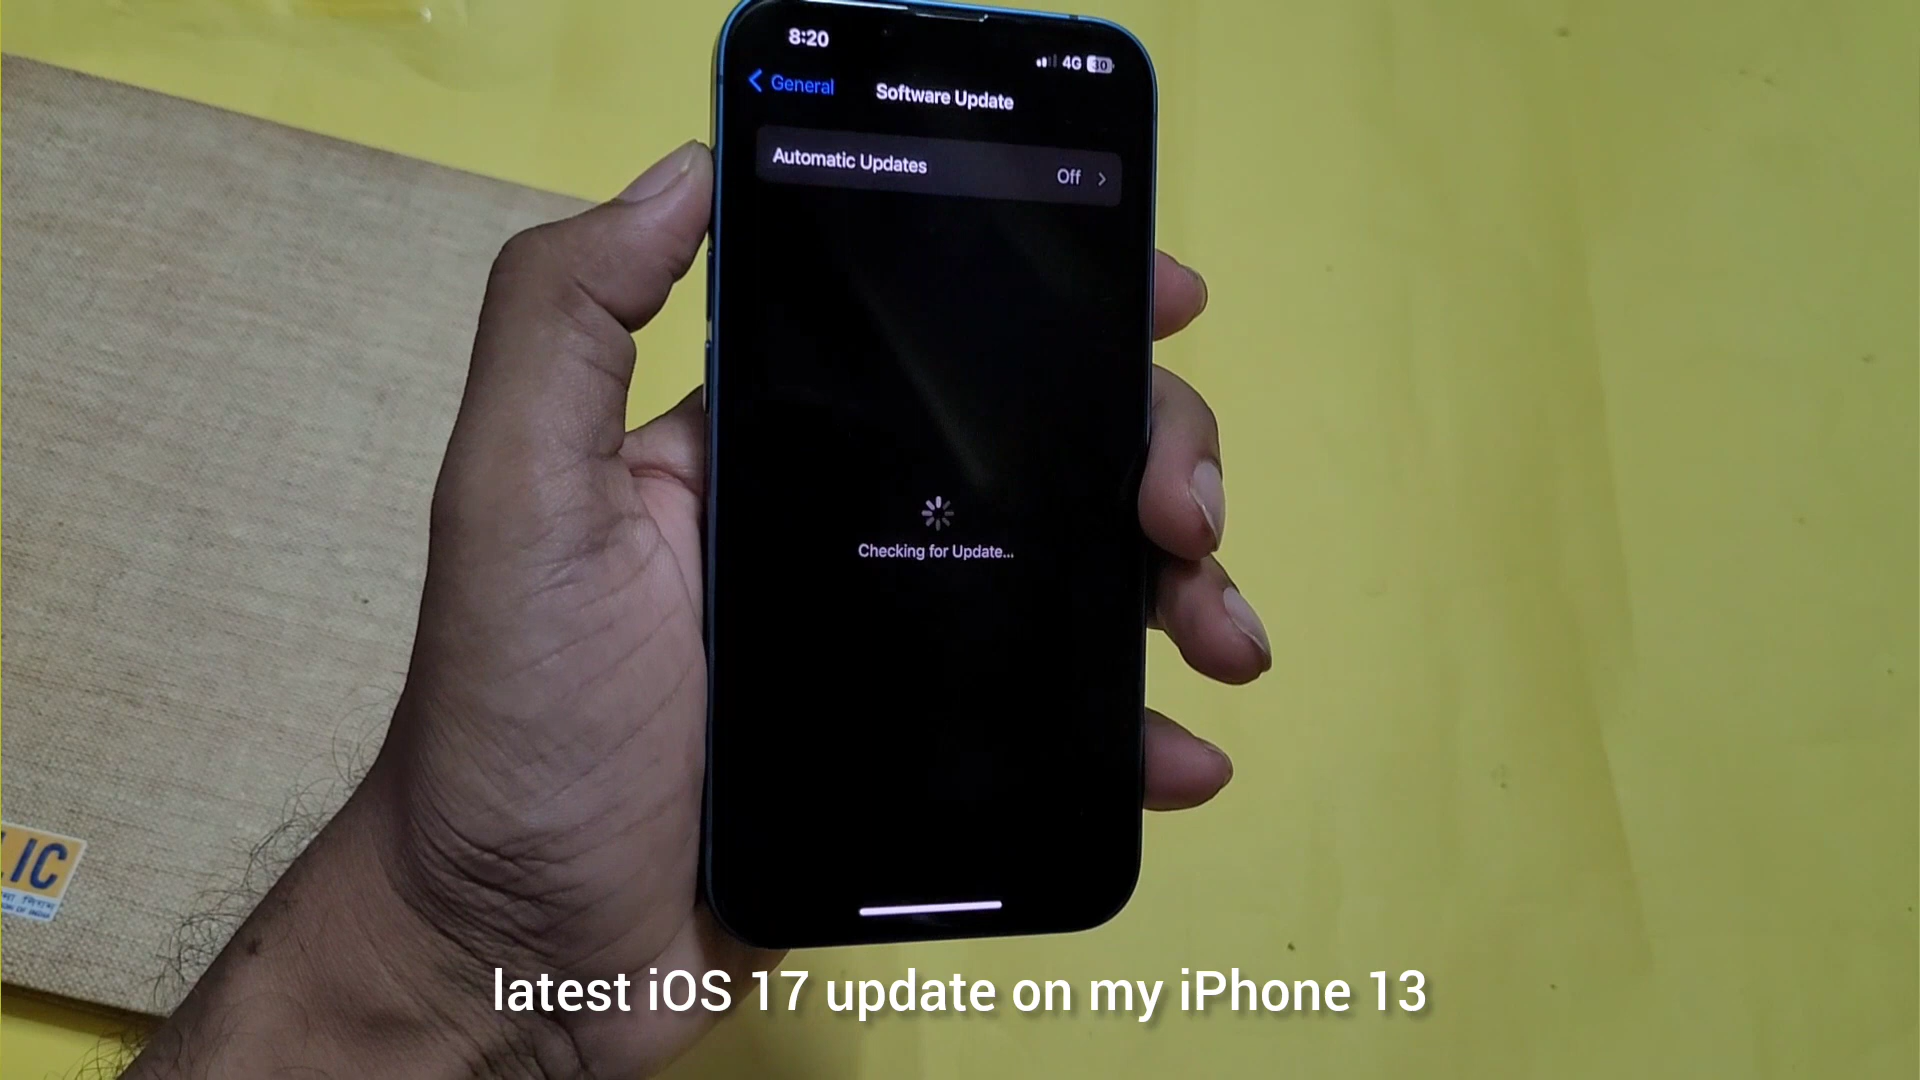 8:20
4G 30
General
Software Update
Automatic Updates
Off
Checking for Update...
LIC
latest iOS 17 update on my iPhone 13